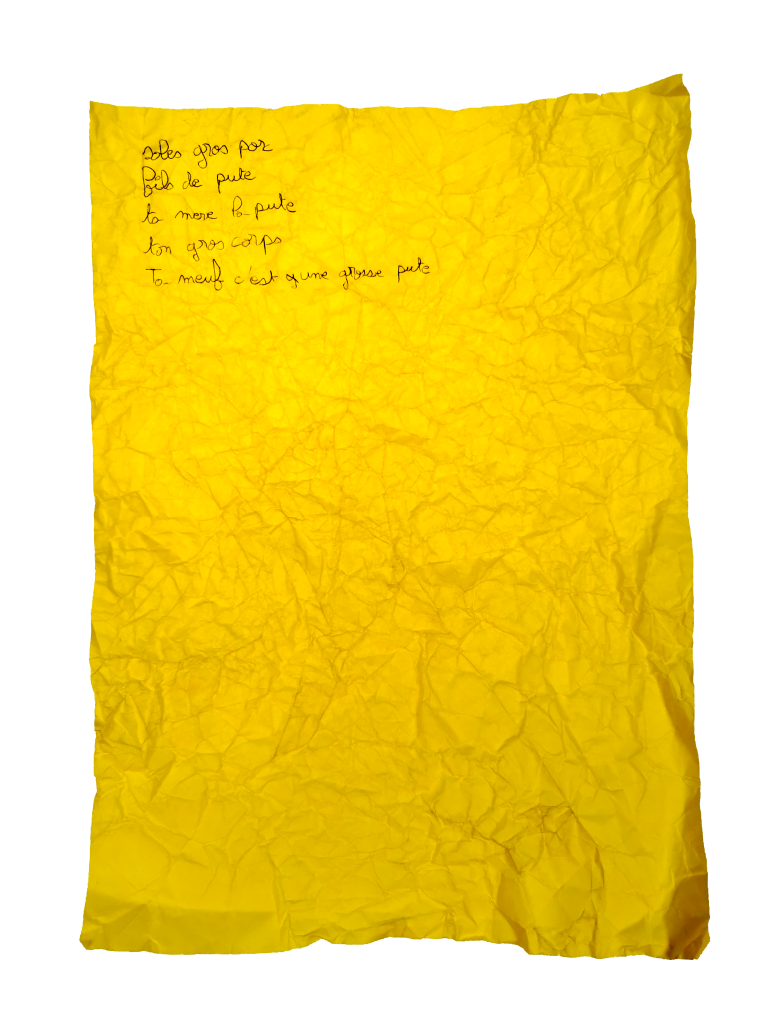 sales gros por
fils de pute
ta mere la pute
ton gros corps
Ta meuf c'est q'une grosse pute